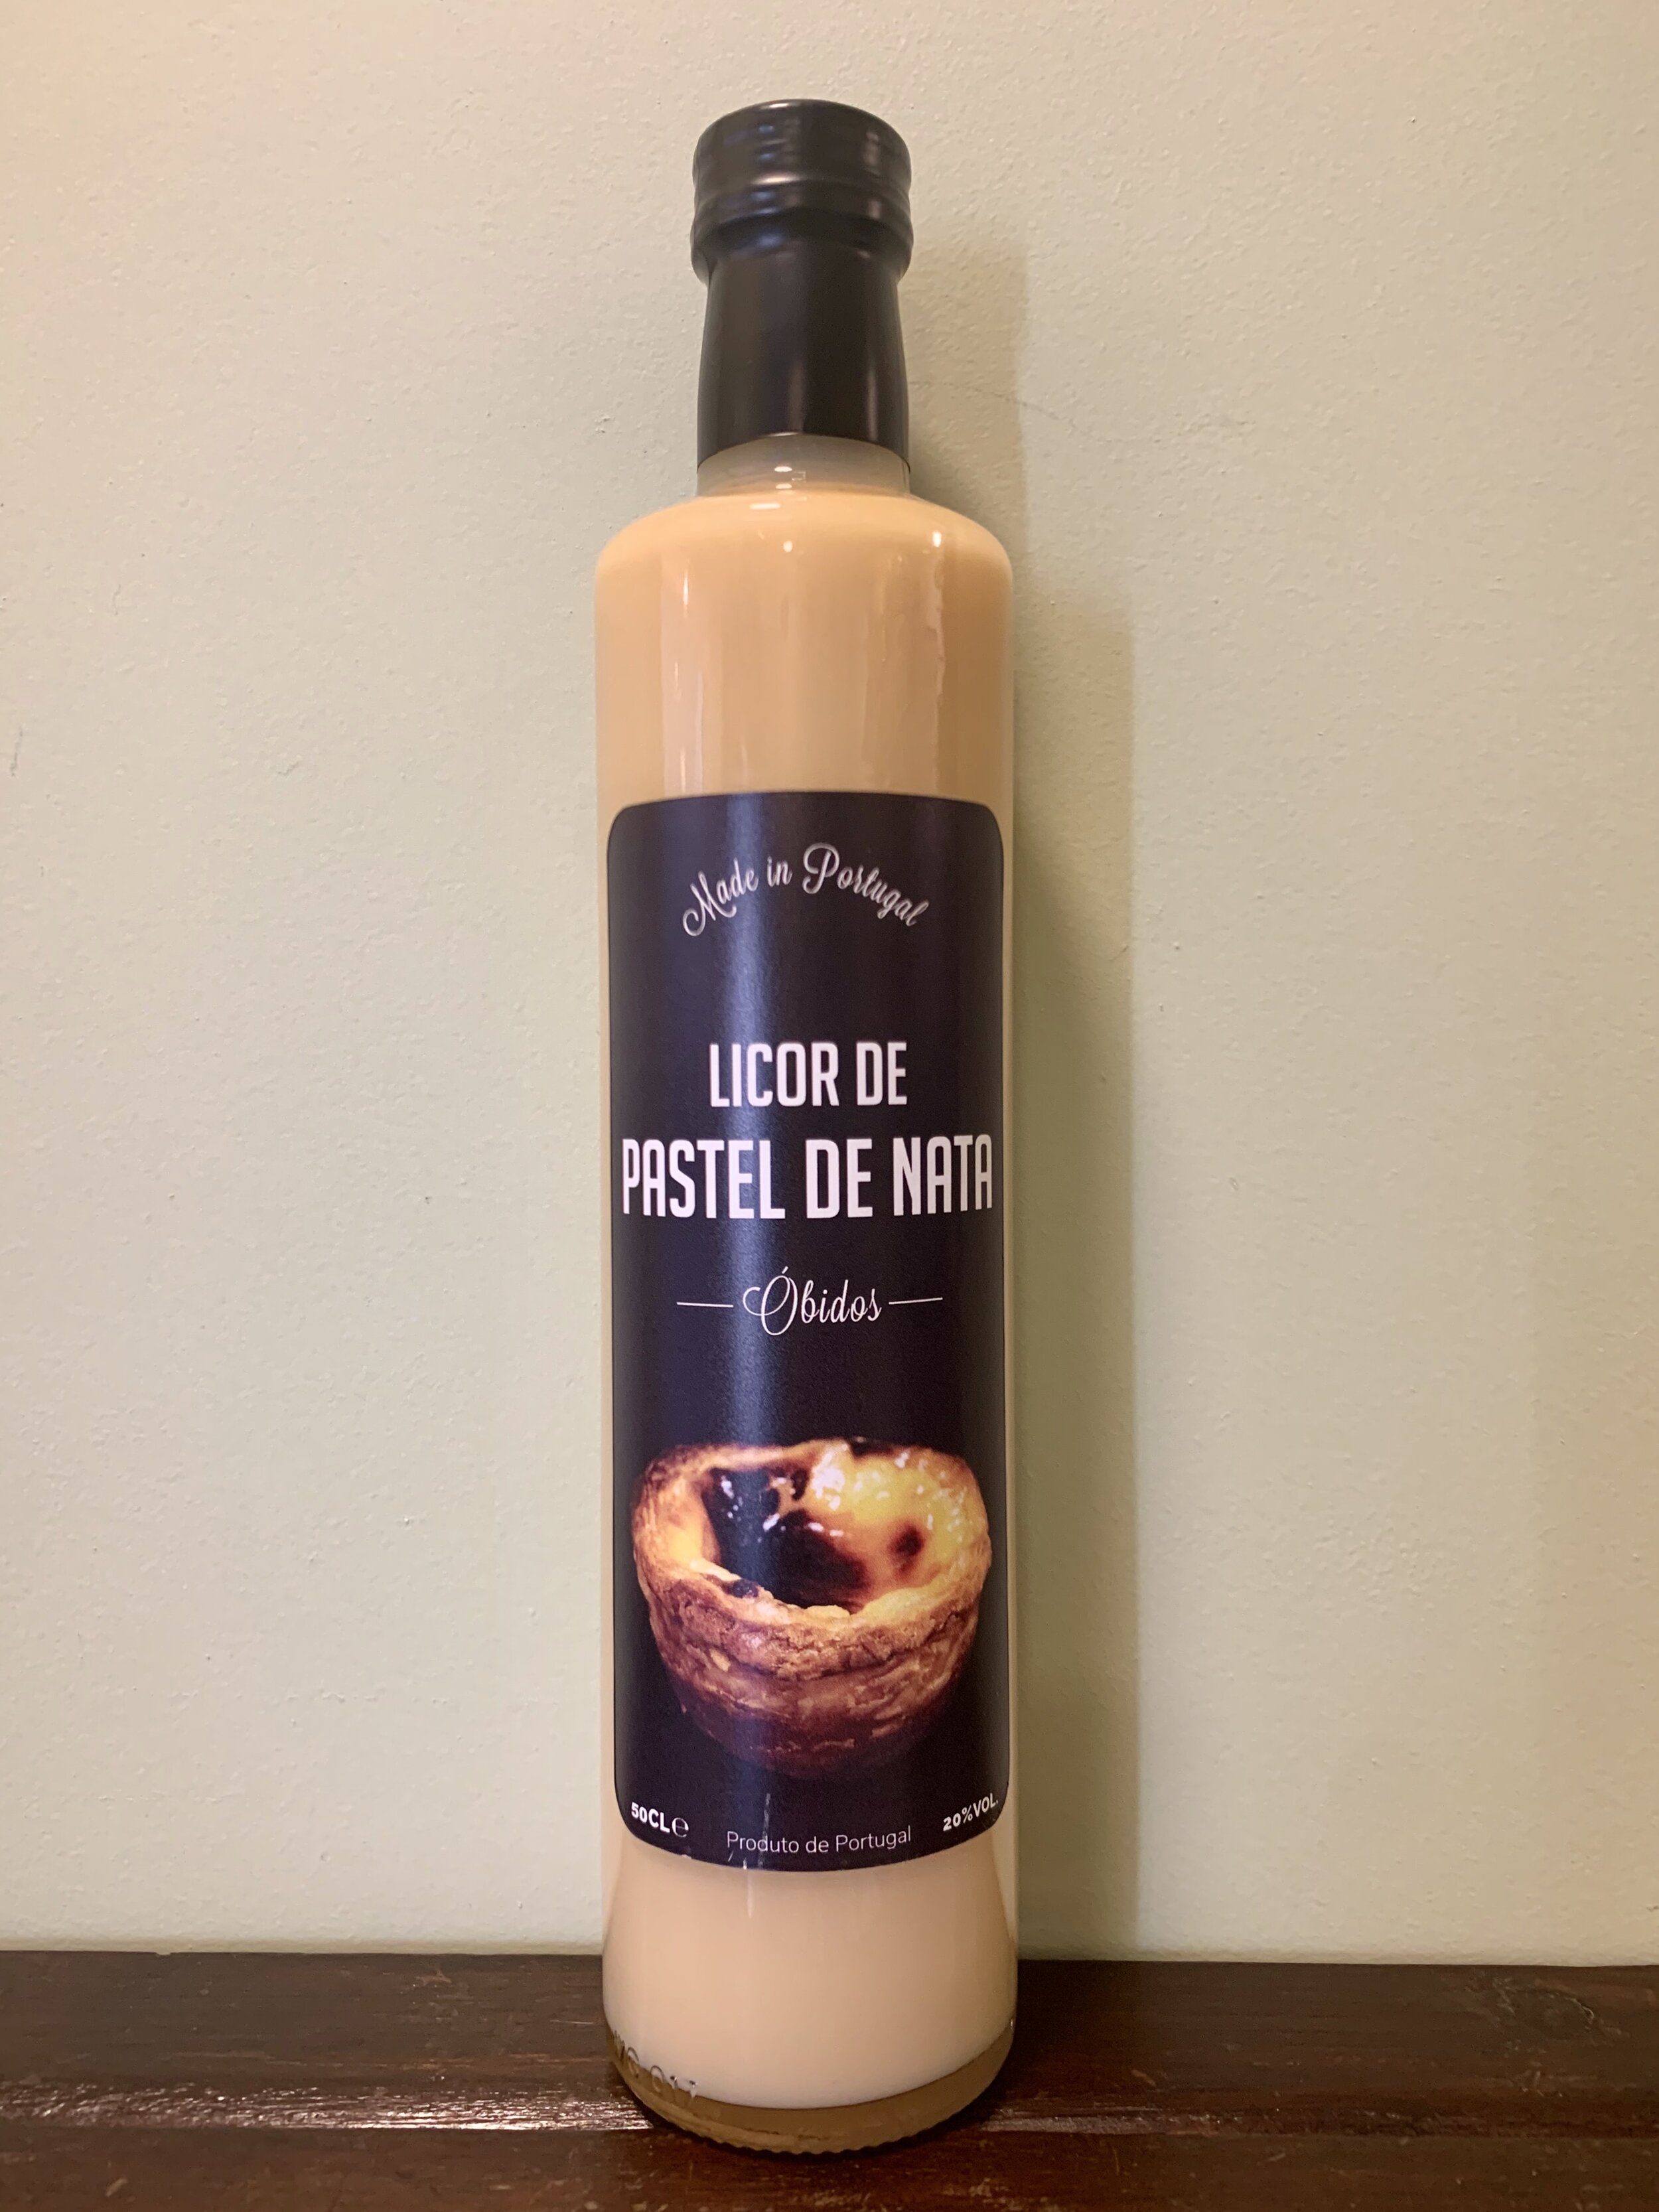 Made in Portugal
LICOR DE
PASTEL DE NATA
Óbidos
50CL℮
Produto de Portugal
20%VOL.